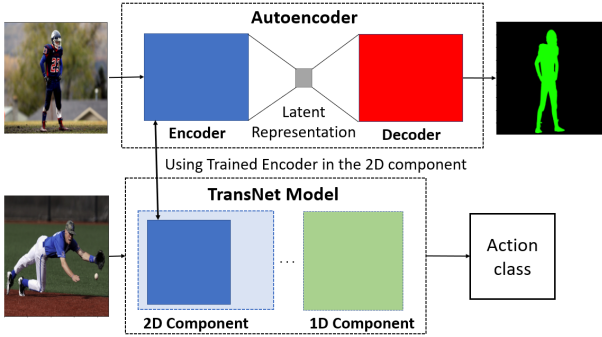 Autoencoder
Encoder
Latent
Representation
Decoder
Using Trained Encoder in the 2D component
TransNet Model
...
2D Component
1D Component
Action
class